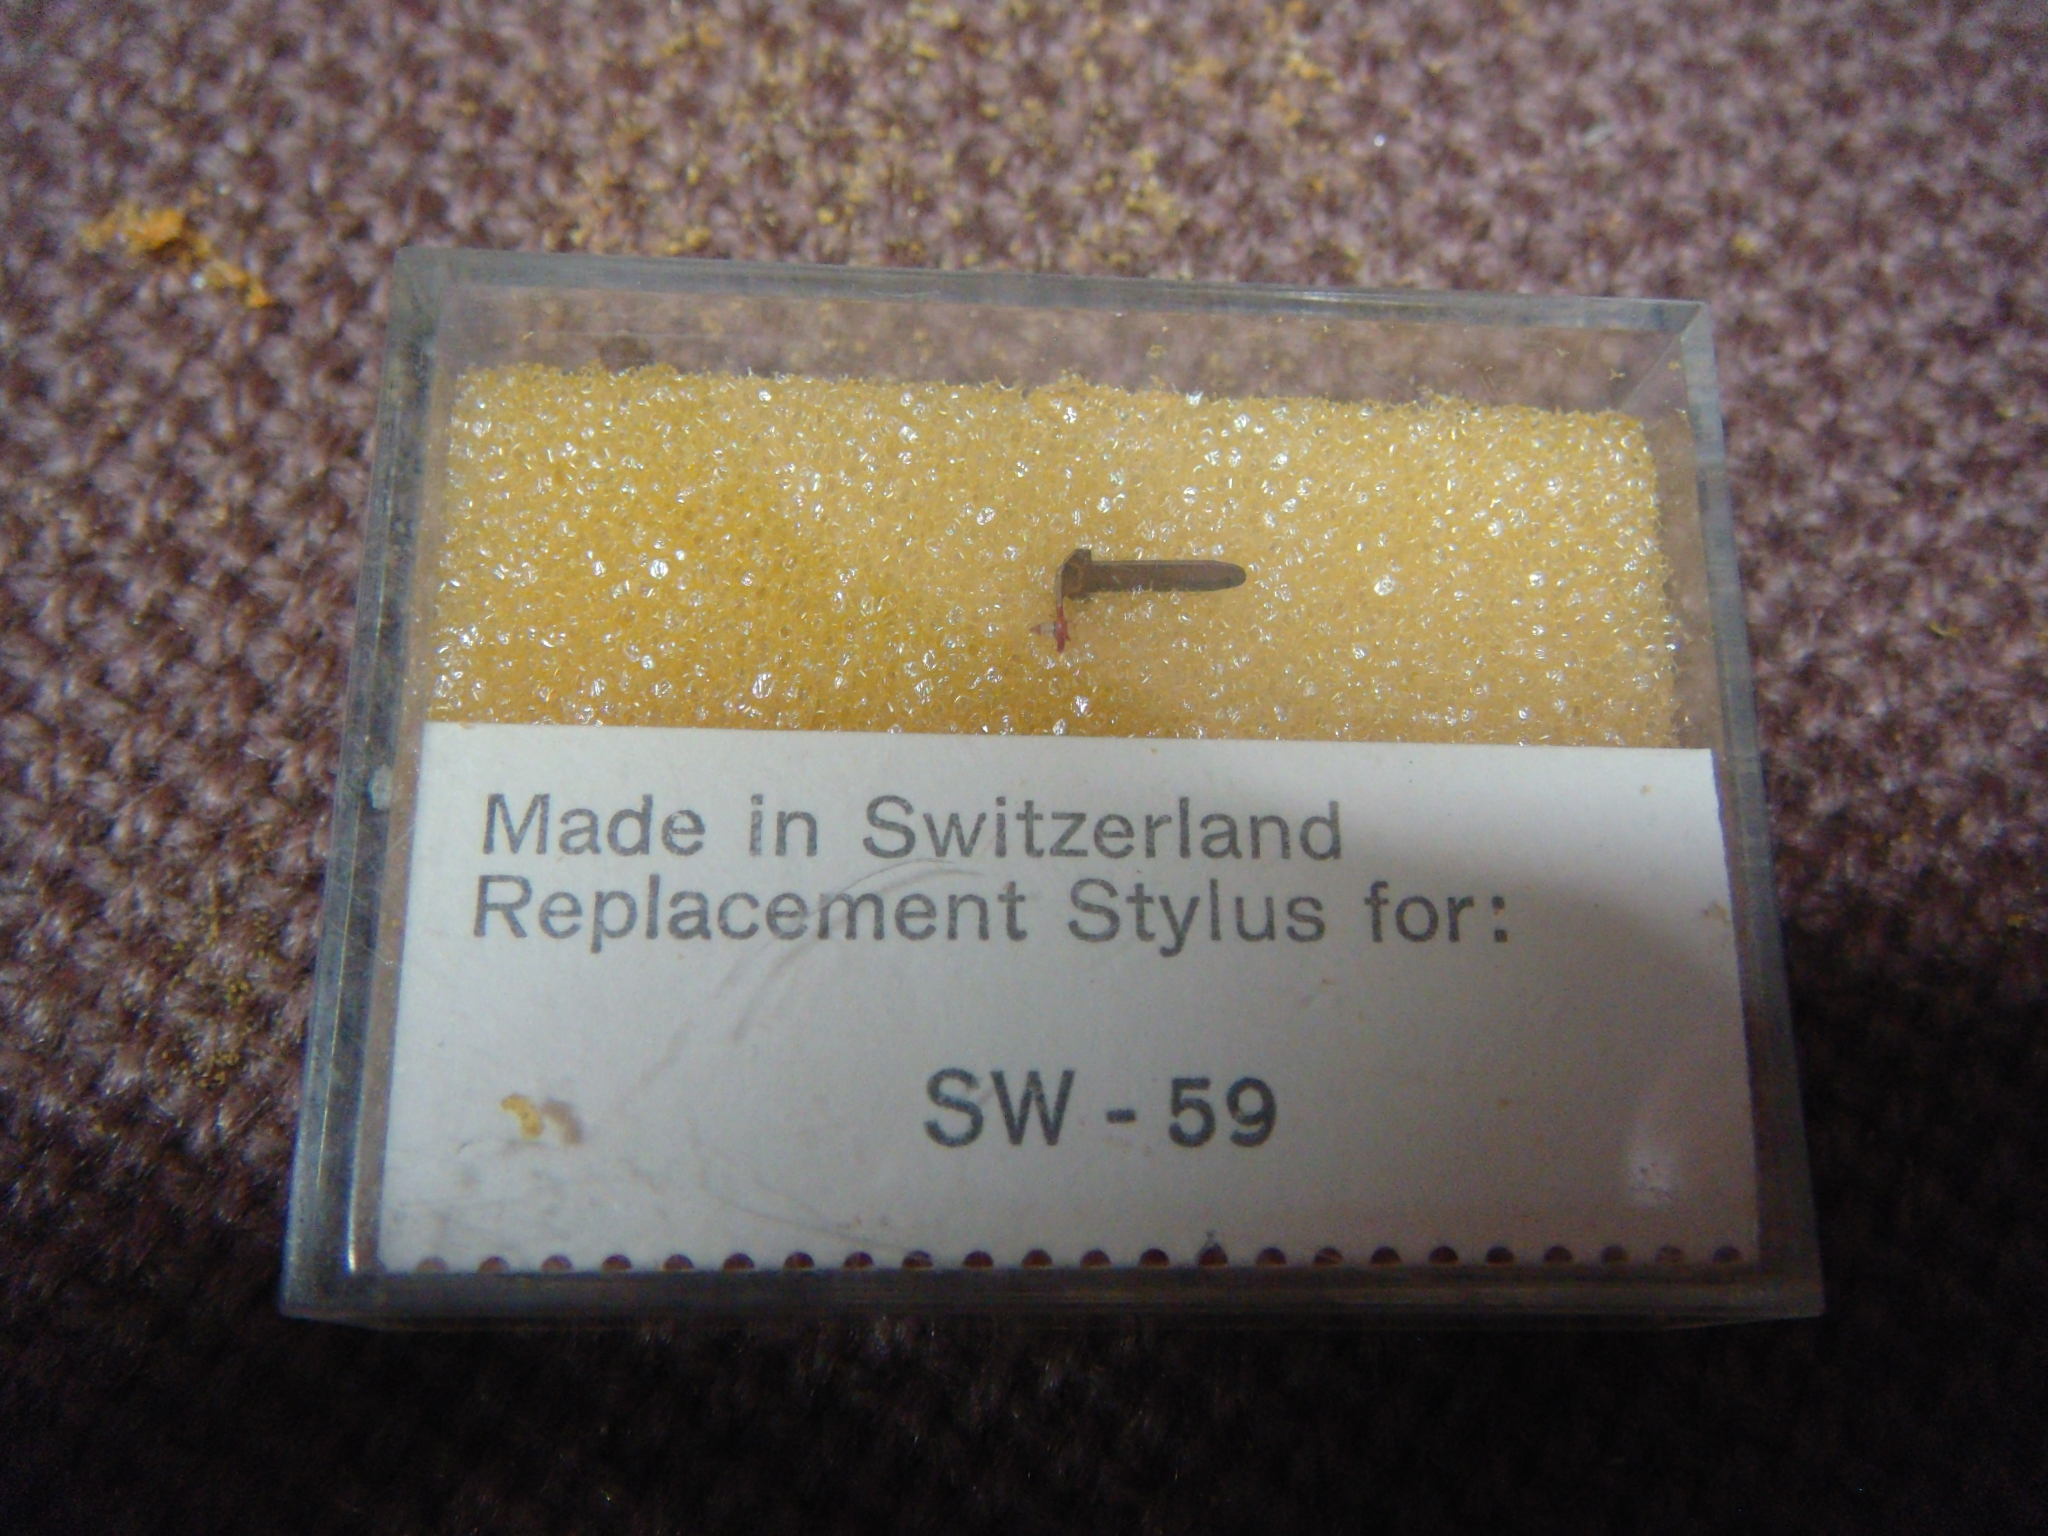 Made in Switzerland
Replacement Stylus for:
SW - 59